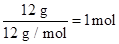 12 g / 12 g / mol = 1mol